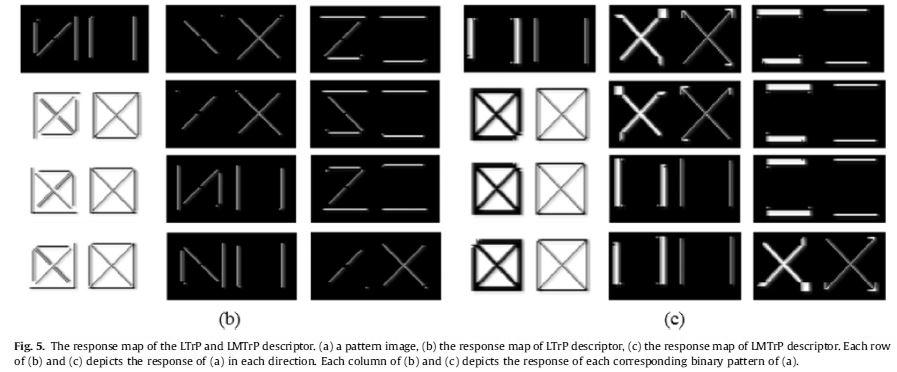 (b)
(c)
Fig. 5. The response map of the LTrP and LMTrP descriptor. (a) a pattern image, (b) the response map of LTrP descriptor, (c) the response map of LMTrP descriptor. Each row
of (b) and (c) depicts the response of (a) in each direction. Each column of (b) and (c) depicts the response of each corresponding binary pattern of (a).